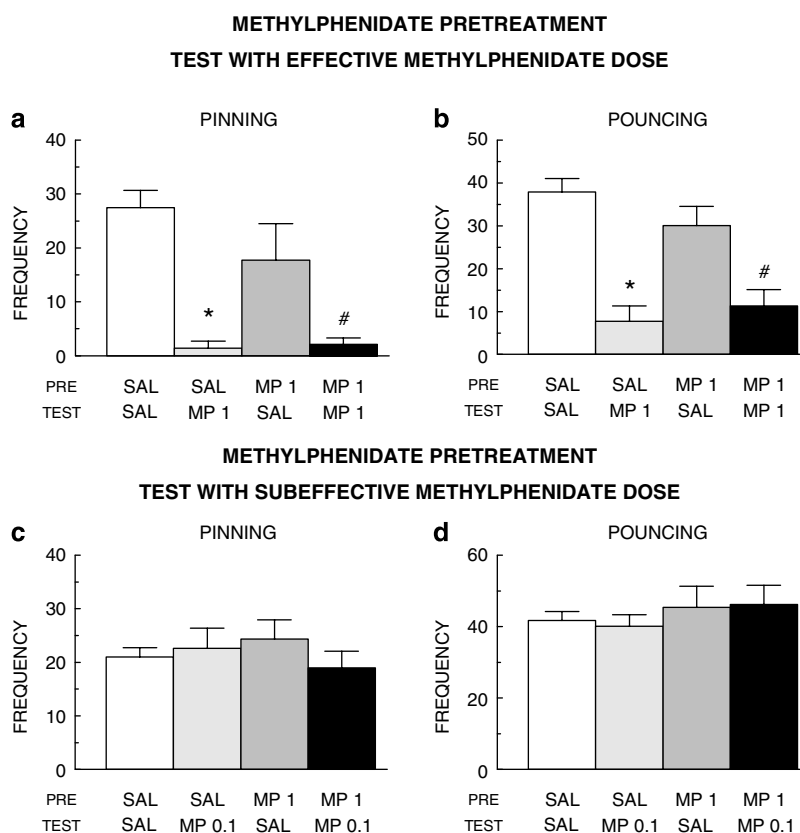 METHYLPHENIDATE PRETREATMENT
TEST WITH EFFECTIVE METHYLPHENIDATE DOSE
a
PINNING
FREQUENCY
40
30
20
10
0
*
#
PRE SAL SAL MP 1 MP 1
TEST SAL MP 1 SAL MP 1
b
POUNCING
FREQUENCY
50
40
30
20
10
0
*
#
SAL SAL MP 1 MP 1
SAL MP 1 SAL MP 1
METHYLPHENIDATE PRETREATMENT
TEST WITH SUBEFFECTIVE METHYLPHENIDATE DOSE
c
PINNING
FREQUENCY
40
30
20
10
0
PRE SAL SAL MP 1 MP 1
TEST SAL MP 0.1 SAL MP 0.1
d
POUNCING
FREQUENCY
60
40
20
0
SAL SAL MP 1 MP 1
SAL MP 0.1 SAL MP 0.1